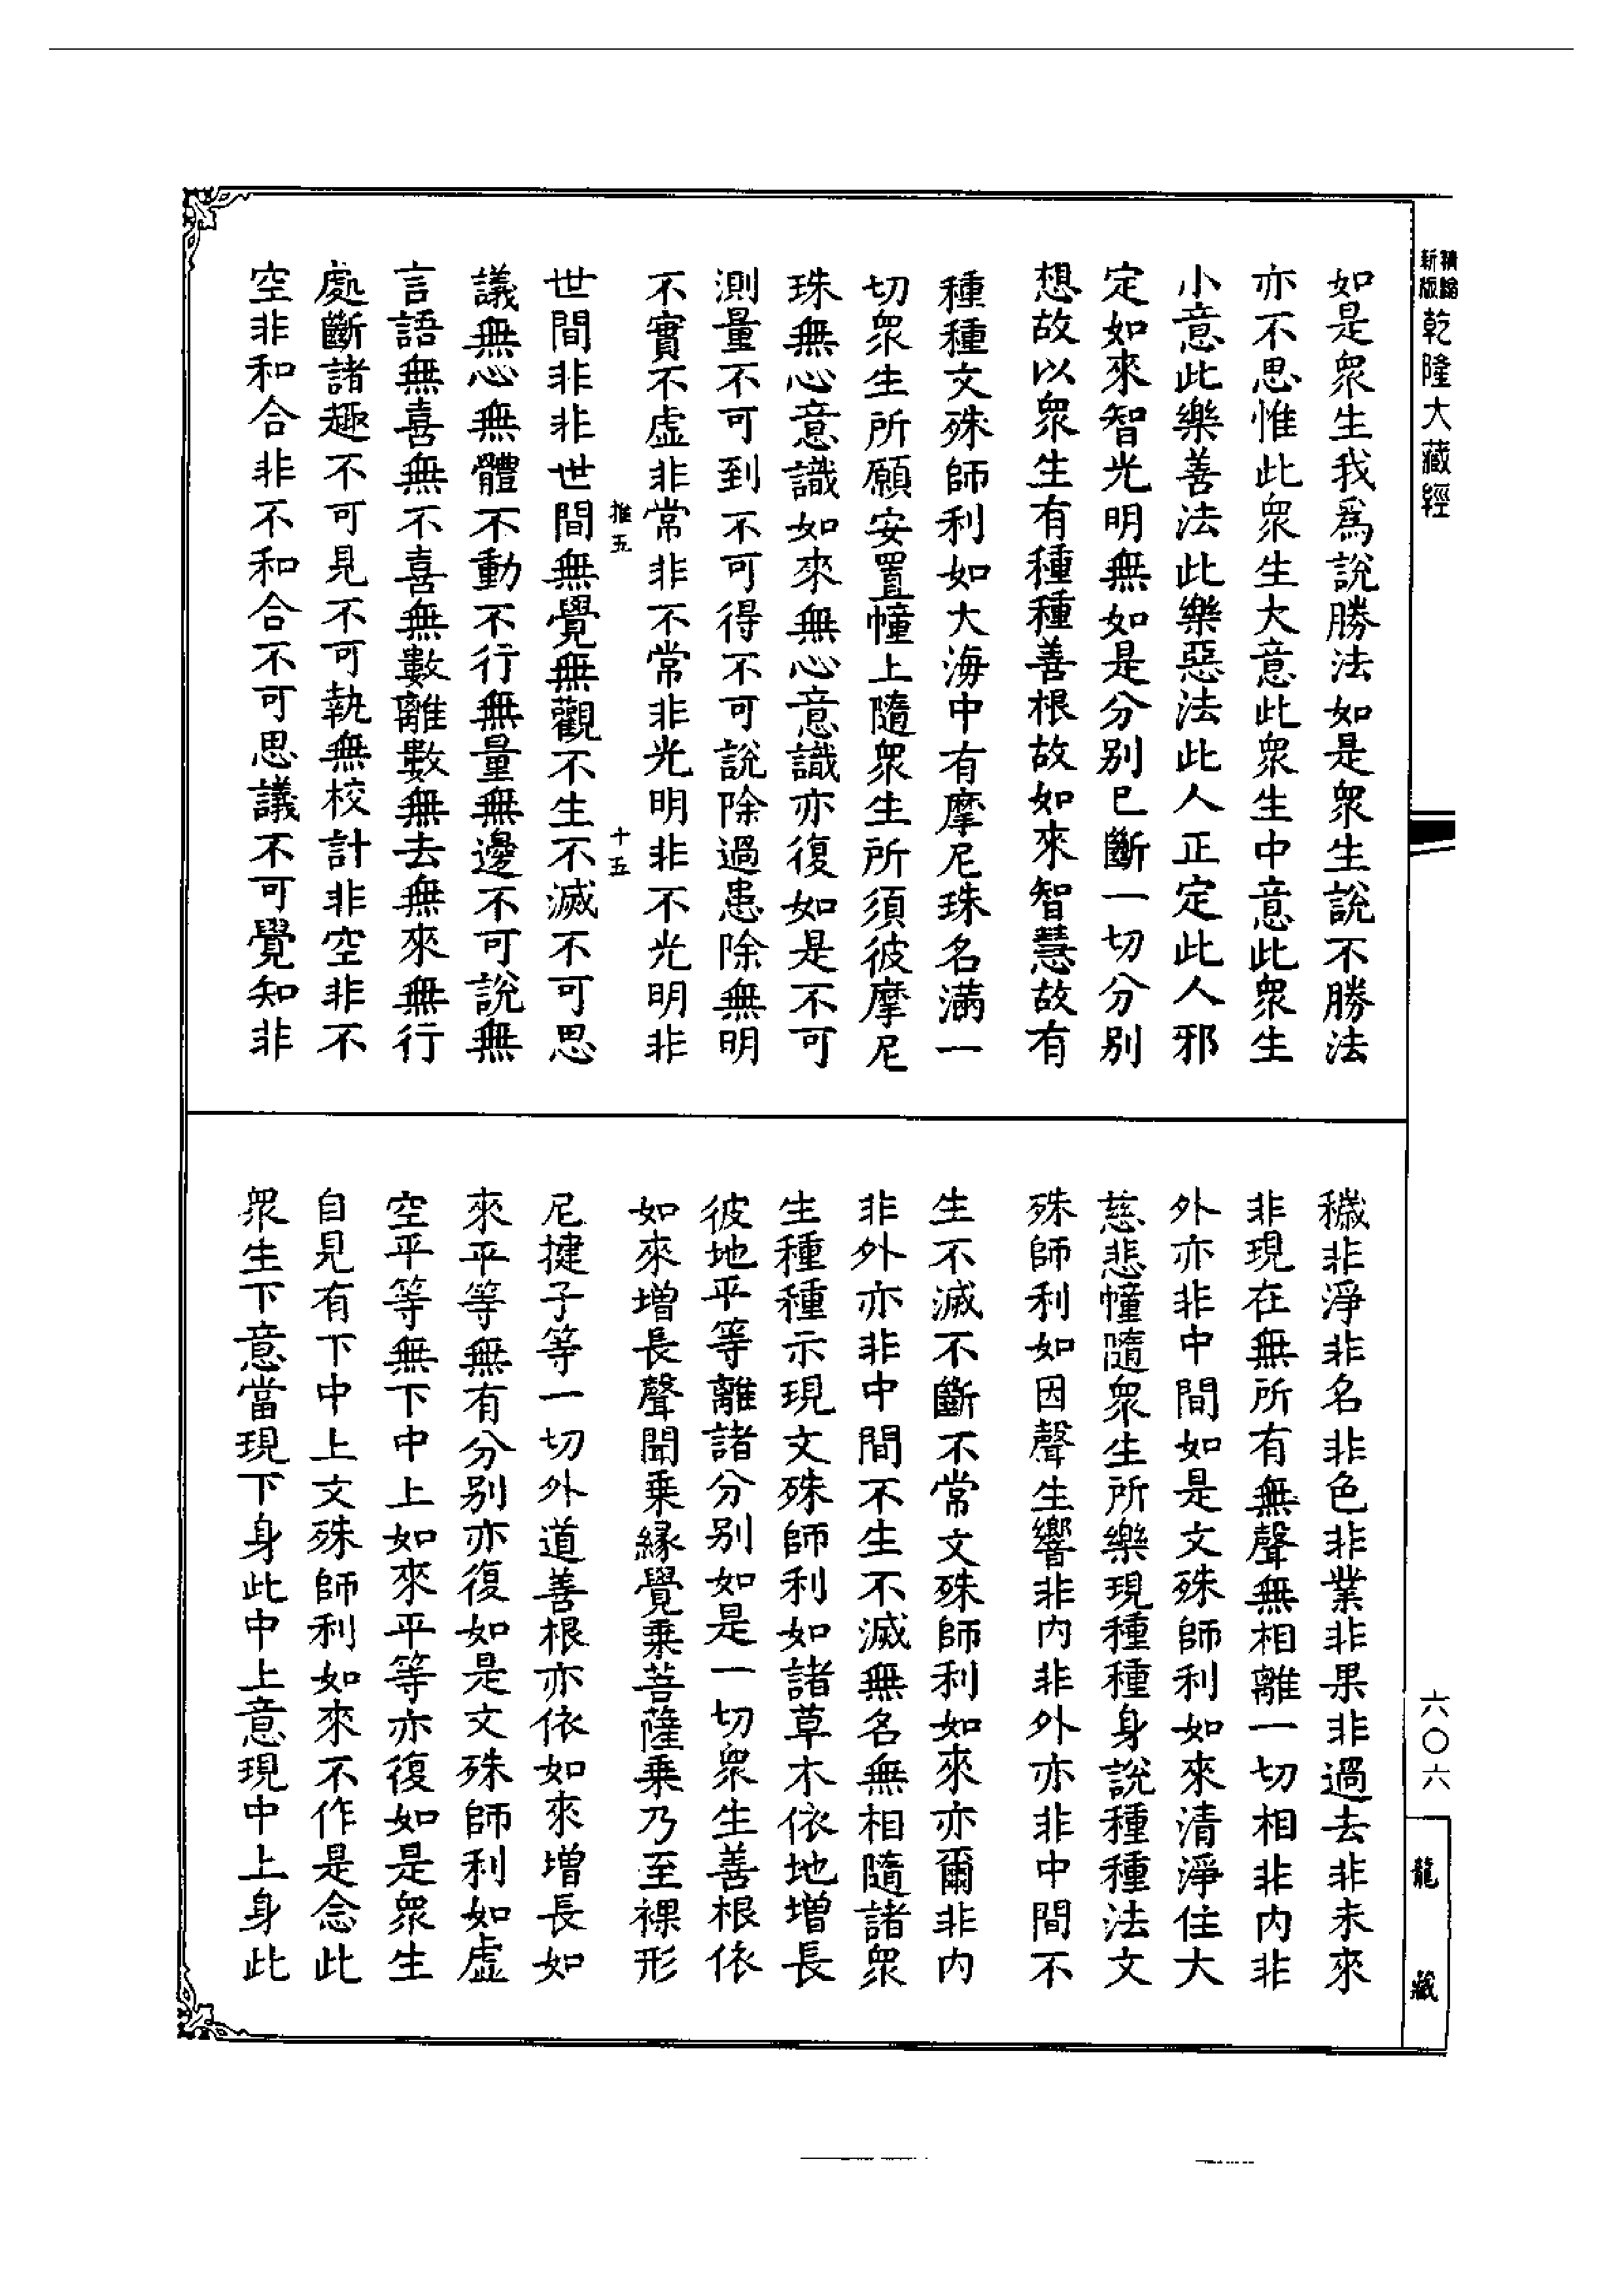 新版
乾隆大藏經
如是衆生我爲說勝法如是衆生說不勝法
亦不思惟此衆生大意此衆生中意此衆生
小意此樂善法此樂惡法此人正定此人邪
定如來智光明無如是分別已斷一切分別
想故以衆生有種種善根故如來智慧故有
種種文殊師利如大海中有摩尼珠名滿一
切衆生所願安置幢上隨衆生所須彼摩尼
珠無心意識如來無心意識亦復如是不可
測量不可到不可得不可說除過患除無明
不實不虛非常非不常非光明非不光明非
推五
十五
世間非非世間無覺無觀不生不滅不可思
議無心無體不動不行無量無邊不可說無
言語無喜無不喜無數離數無去無來無行
處斷諸趣不可見不可執無校計非空非不
空非和合非不和合不可思議不可覺知非
穢非淨非名非色非業非果非過去非未來
非現在無所有無聲無相離一切相非內非
外亦非中間如是文殊師利如來清淨住大
慈悲幢隨衆生所樂現種種身說種種法文
殊師利如因聲生響非內非外亦非中間不
生不滅不斷不常文殊師利如來亦爾非內
非外亦非中間不生不滅無名無相隨諸衆
生種種示現文殊師利如諸草木依地增長
彼地平等離諸分別如是一切衆生善根依
如來增長聲聞乗緣覺乗菩薩乗乃至裸形
尼揵子等一切外道善根亦依如來增長如
來平等無有分別亦復如是文殊師利如虛
空平等無下中上如來平等亦復如是衆生
自見有下中上文殊師利如來不作是念此
衆生下意當現下身此中上意現中上身此
六〇六
龍藏